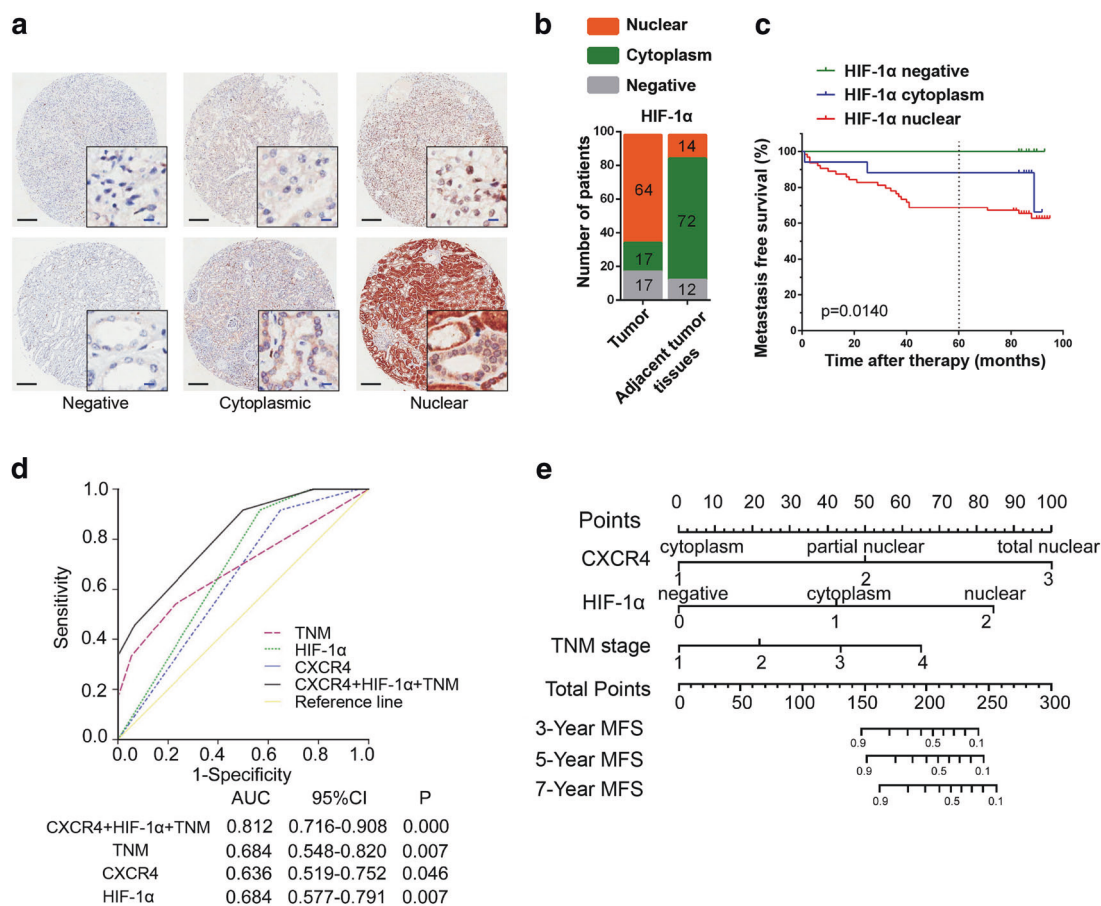 a
Negative
Cytoplasmic
Nuclear
b
Nuclear
Cytoplasm
Negative
HIF-1α
Number of patients
100
80
60
40
20
0
64
17
17
14
72
12
Tumor
Adjacent tumor
tissues
c
HIF-1α negative
HIF-1α cytoplasm
HIF-1α nuclear
Metastasis free survival (%)
100
80
60
40
20
0
p=0.0140
0 20 40 60 80 100
Time after therapy (months)
d
Sensitivity
1.0
0.8
0.6
0.4
0.2
0.0
TNM
HIF-1α
CXCR4
CXCR4+HIF-1α+TNM
Reference line
0.0 0.2 0.4 0.6 0.8 1.0
1-Specificity
AUC 95%CI P
CXCR4+HIF-1α+TNM 0.812 0.716-0.908 0.000
TNM 0.684 0.548-0.820 0.007
CXCR4 0.636 0.519-0.752 0.046
HIF-1α 0.684 0.577-0.791 0.007
e
0 10 20 30 40 50 60 70 80 90 100
Points
cytoplasm partial nuclear total nuclear
CXCR4
1 2 3
negative cytoplasm nuclear
HIF-1α
0 1 2
TNM stage
1 2 3 4
Total Points
0 50 100 150 200 250 300
3-Year MFS
0.9 0.5 0.1
5-Year MFS
0.9 0.5 0.1
7-Year MFS
0.9 0.5 0.1